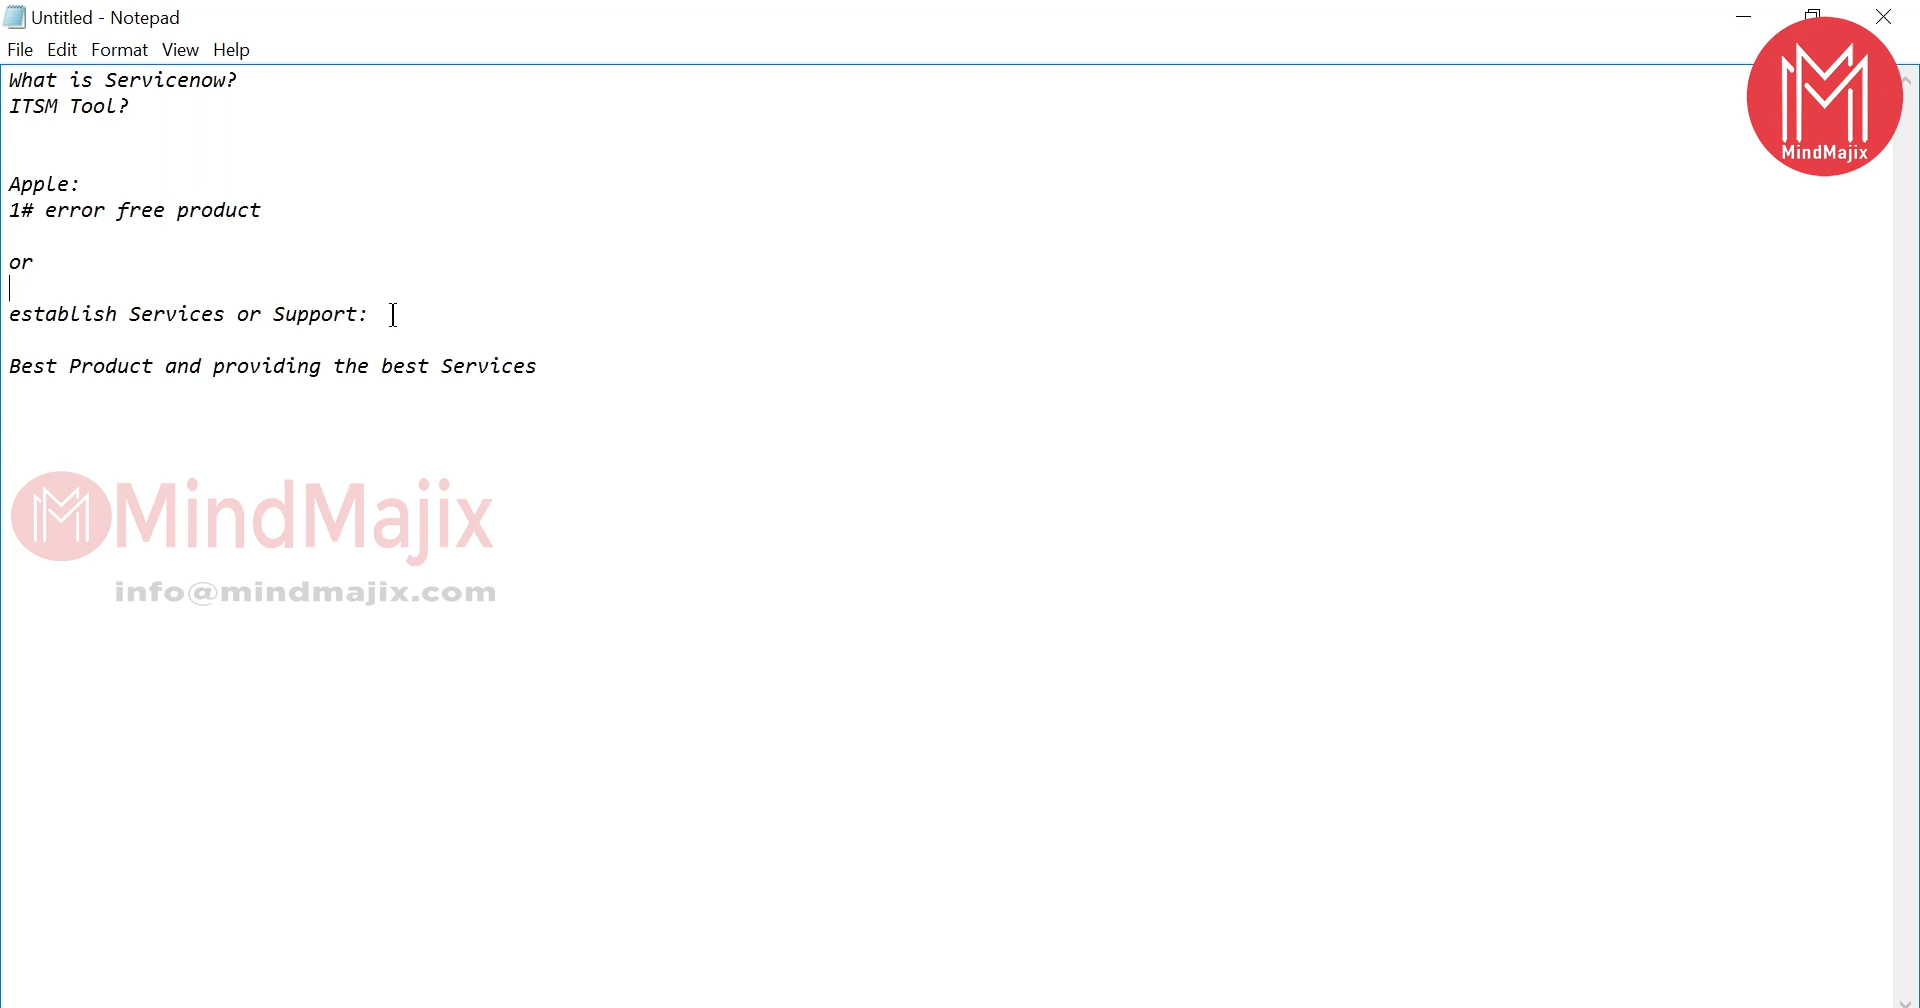 Untitled - Notepad
File Edit Format View Help
What is Servicenow?
ITSM Tool?
MindMajix
Apple:
1# error free product
or
establish Services or Support:
Best Product and providing the best Services
MindMajix
info@mindmajix.com